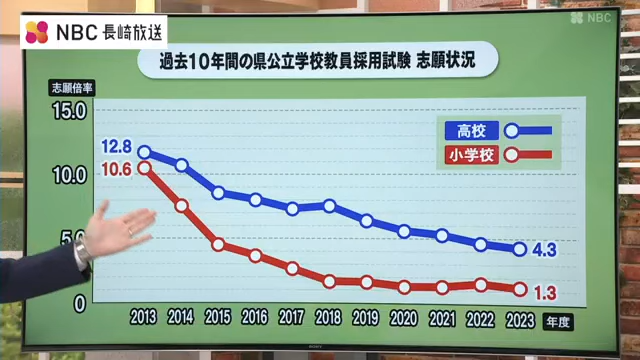 NBC 長崎放送
NBC
過去10年間の県公立学校教員採用試験 志願状況
志願倍率
15.0
高校
12.8
小学校
10.6
10.0
5.0
4.3
1.3
0
2013 2014 2015 2016 2017 2018 2019 2020 2021 2022 2023 年度
SONY